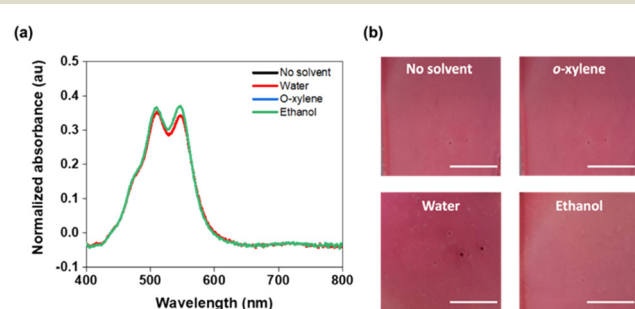 (a)
Normalized absorbance (au)
0.5
0.4
0.3
0.2
0.1
0.0
-0.1
400 500 600 700 800
Wavelength (nm)
No solvent
Water
O-xylene
Ethanol
(b)
No solvent
o-xylene
Water
Ethanol